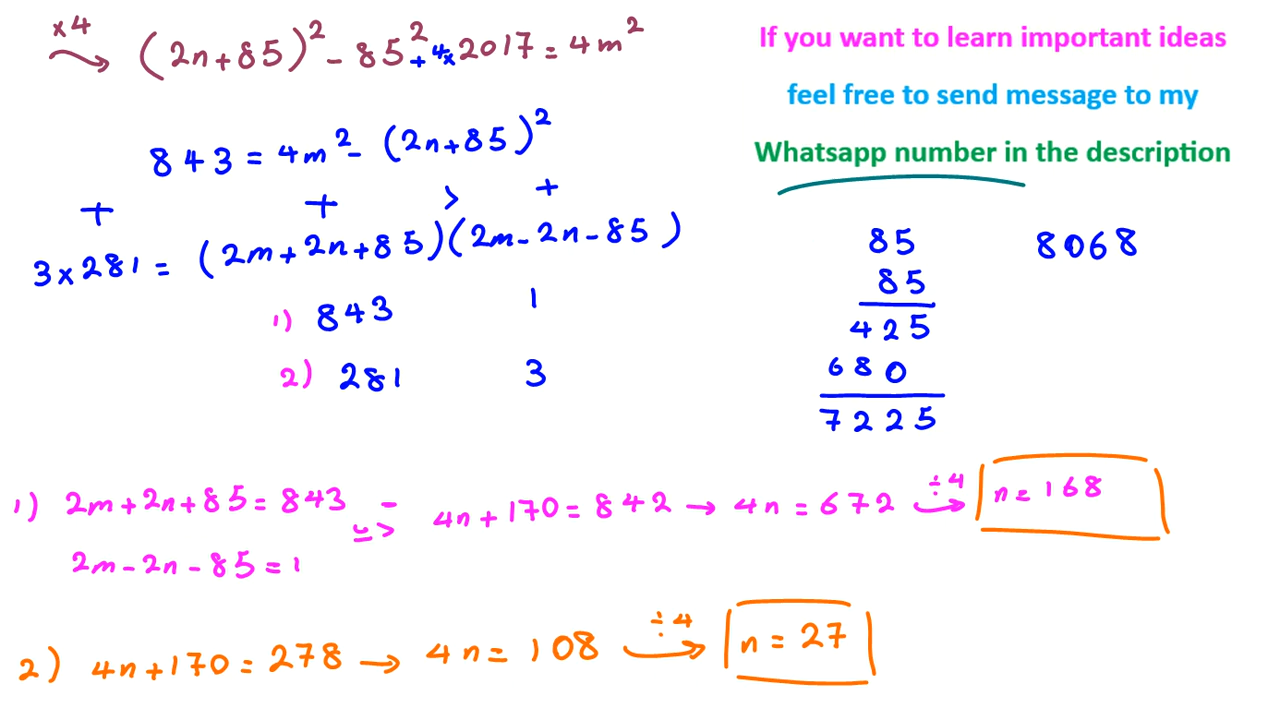 ×4
(2n+85)² - 85² + 4×2017 = 4m²
If you want to learn important ideas
feel free to send message to my
Whatsapp number in the description
843 = 4m² - (2n+85)²
+ + > +
3×281 = (2m+2n+85)(2m-2n-85)
1) 843 1
2) 281 3
85
85
425
680
7225
8068
1) 2m+2n+85=843
2m-2n-85=1
- => 4n+170=842 → 4n=672 ÷4 n=168
2) 4n+170=278 → 4n=108 ÷4 n=27